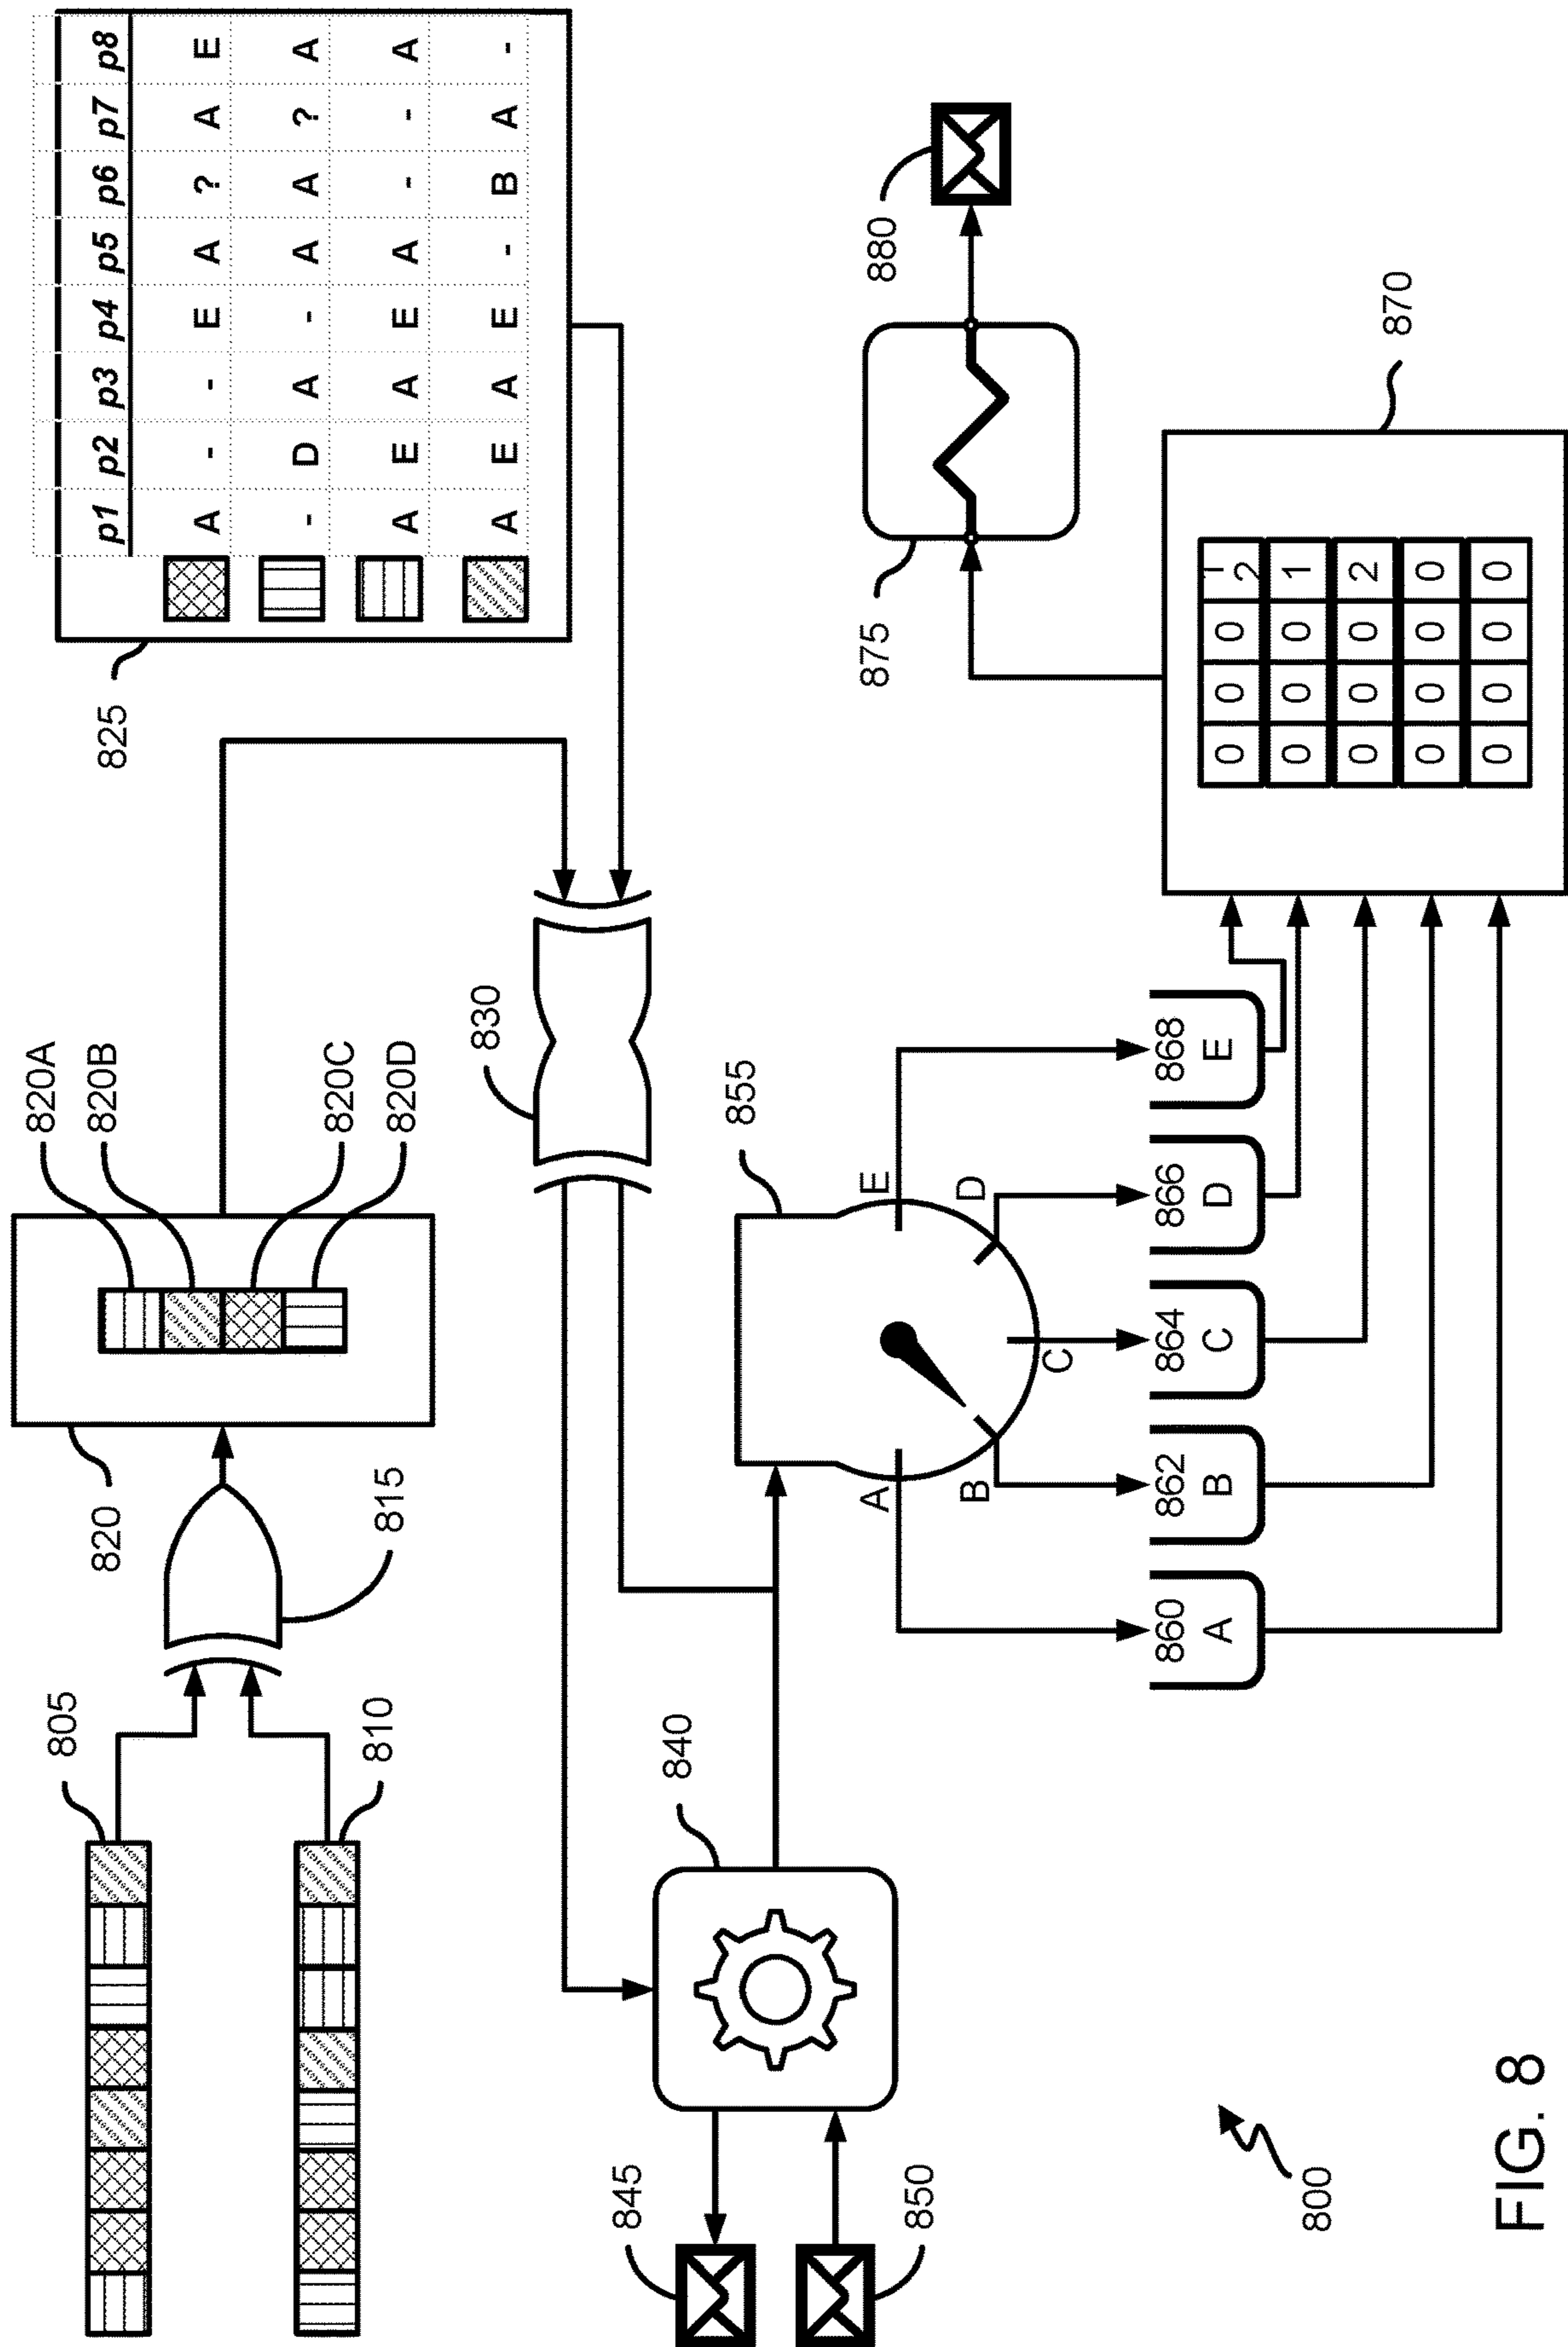 805
810
815
820
820A
820B
820C
820D
825
p1 p2 p3 p4 p5 p6 p7 p8
A - - E A ? A E
- D A - A A ? A
A E A E A - - A
A E A E - B A -
830
840
845
850
855
A
B
C
D
E
860
A
862
B
864
C
866
D
868
E
875
880
870
0 0 0 12
0 0 0 1
0 0 0 2
0 0 0 0
0 0 0 0
800
FIG. 8